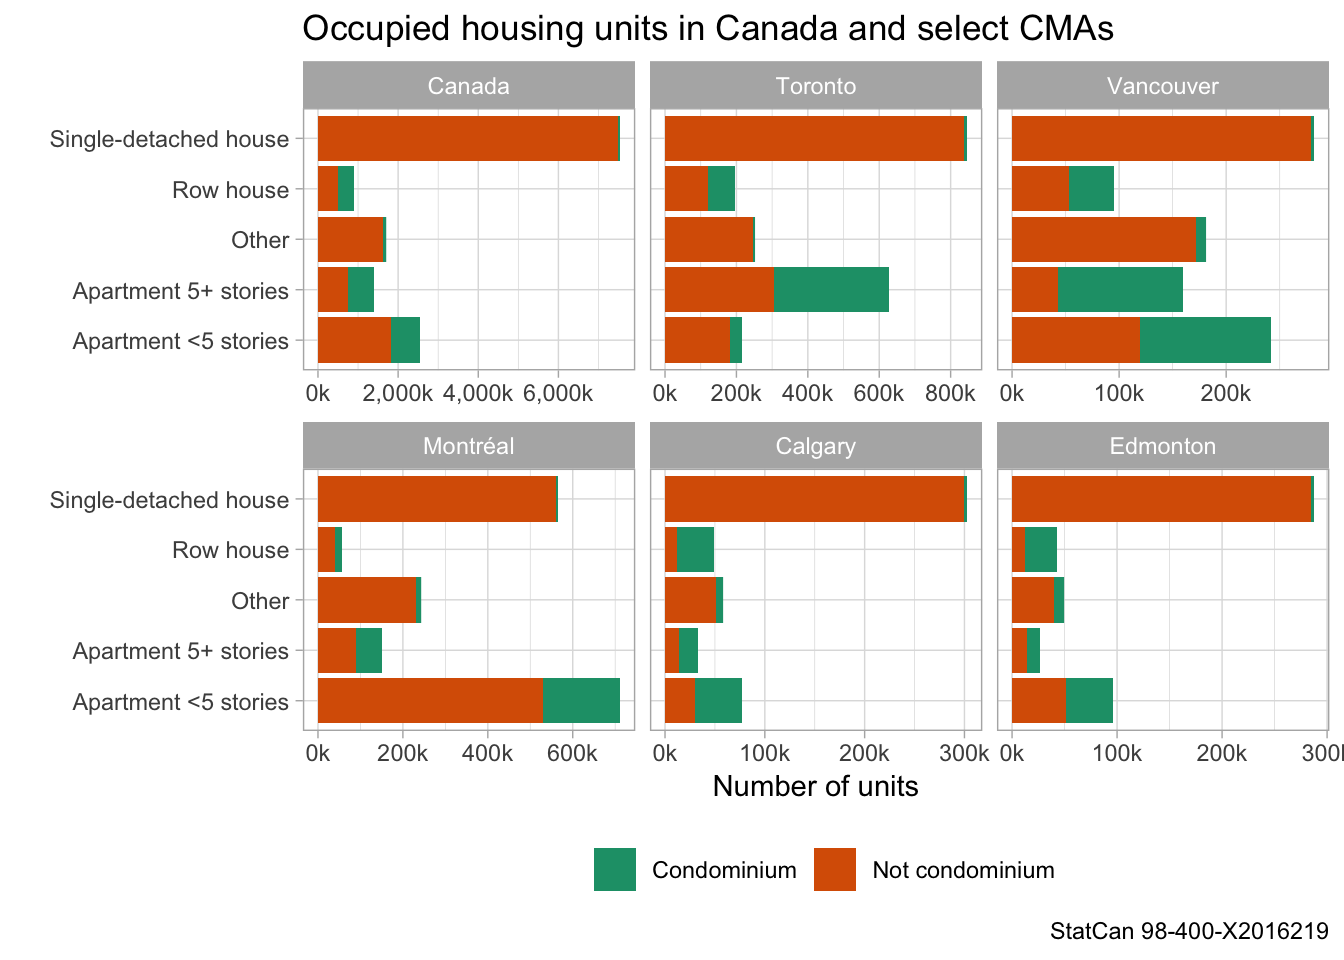 Occupied housing units in Canada and select CMAs
Canada
Toronto
Vancouver
Single-detached house
Row house
Other
Apartment 5+ stories
Apartment <5 stories
0k 2,000k 4,000k 6,000k
0k 200k 400k 600k 800k
0k 100k 200k
Montréal
Calgary
Edmonton
Single-detached house
Row house
Other
Apartment 5+ stories
Apartment <5 stories
0k 200k 400k 600k
0k 100k 200k 300k
0k 100k 200k 300k
Number of units
Condominium
Not condominium
StatCan 98-400-X2016219